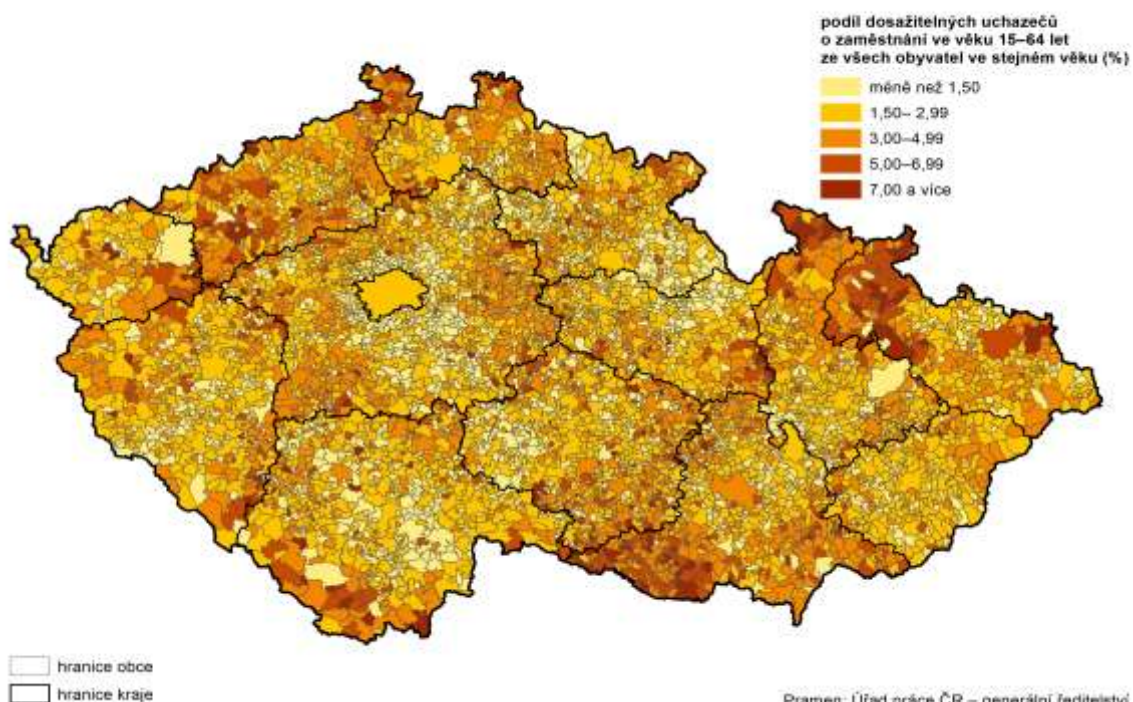 podíl dosažitelných uchazečů
o zaměstnání ve věku 15–64 let
ze všech obyvatel ve stejném věku (%)
méně než 1,50
1,50– 2,99
3,00–4,99
5,00–6,99
7,00 a více
hranice obce
hranice kraje
Pramen: Úřad práce ČR – generální ředitelství